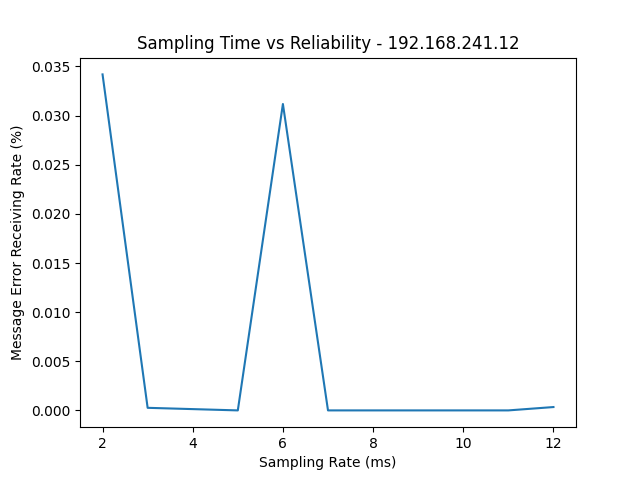 Sampling Time vs Reliability - 192.168.241.12
0.035
0.030
0.025
0.020
0.015
0.010
0.005
0.000
Message Error Receiving Rate (%)
2 4 6 8 10 12
Sampling Rate (ms)